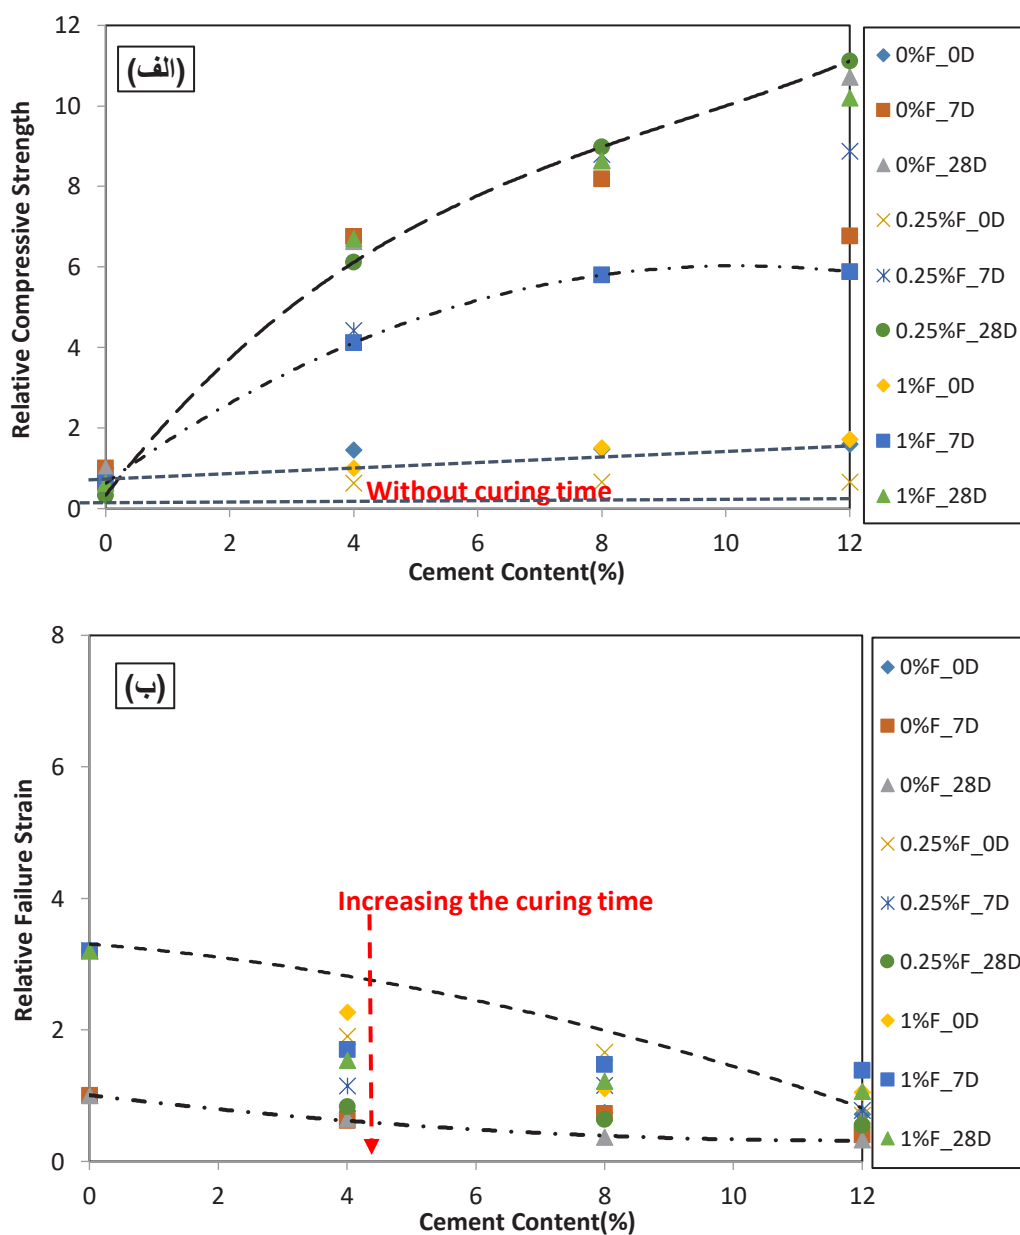 (الف)
Relative Compressive Strength
12
10
8
6
4
2
0
0 2 4 6 8 10 12
Cement Content(%)
Without curing time
0%F_0D
0%F_7D
0%F_28D
0.25%F_0D
0.25%F_7D
0.25%F_28D
1%F_0D
1%F_7D
1%F_28D
(ب)
Relative Failure Strain
8
6
4
2
0
0 2 4 6 8 10 12
Cement Content(%)
Increasing the curing time
0%F_0D
0%F_7D
0%F_28D
0.25%F_0D
0.25%F_7D
0.25%F_28D
1%F_0D
1%F_7D
1%F_28D